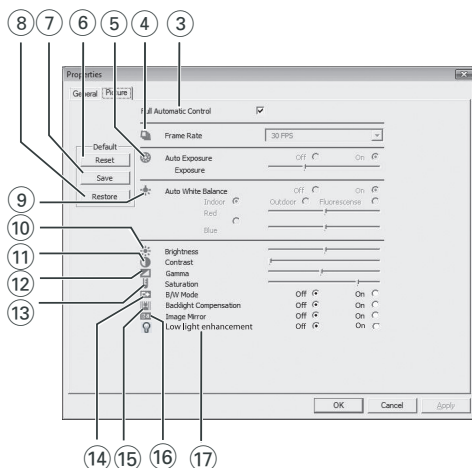 8 7 6 5 4 3
Properties
General Picture
Full Automatic Control
Frame Rate 30 FPS
Default
Reset
Save
Restore
Auto Exposure Off On
Exposure
9
Auto White Balance Off On
Indoor Outdoor Fluorescense
Red
Blue
10 Brightness
11 Contrast
12 Gamma
13 Saturation
B/W Mode Off On
Backlight Compensation Off On
Image Mirror Off On
Low light enhancement Off On
OK Cancel Apply
14 15 16 17